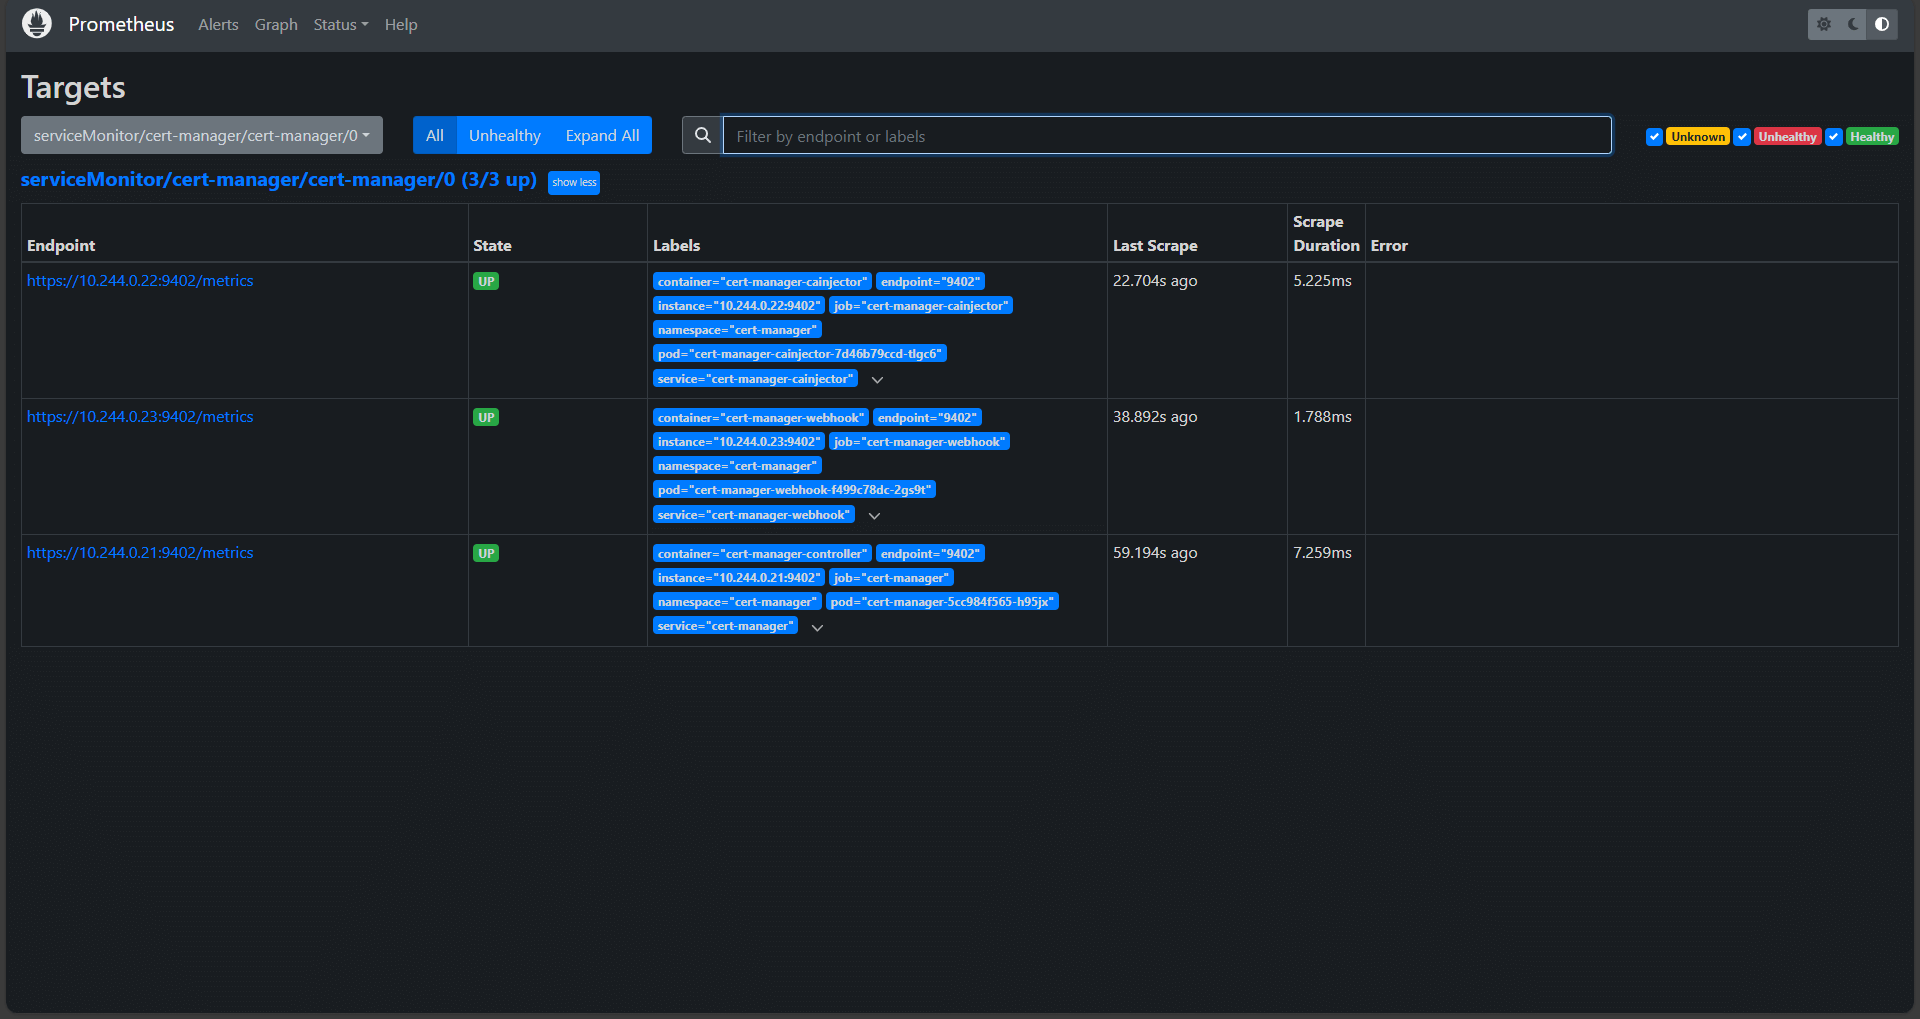 Prometheus Alerts Graph Status Help
Targets
serviceMonitor/cert-manager/cert-manager/0 All Unhealthy Expand All Filter by endpoint or labels Unknown Unhealthy Healthy
serviceMonitor/cert-manager/cert-manager/0 (3/3 up) show less
Endpoint State Labels Last Scrape Scrape Duration Error
https://10.244.0.22:9402/metrics UP container="cert-manager-cainjector" endpoint="9402" 22.704s ago 5.225ms
instance="10.244.0.22:9402" job="cert-manager-cainjector"
namespace="cert-manager"
pod="cert-manager-cainjector-7d46b79ccd-tlgc6"
service="cert-manager-cainjector"
https://10.244.0.23:9402/metrics UP container="cert-manager-webhook" endpoint="9402" 38.892s ago 1.788ms
instance="10.244.0.23:9402" job="cert-manager-webhook"
namespace="cert-manager"
pod="cert-manager-webhook-f499c78dc-2gs9t"
service="cert-manager-webhook"
https://10.244.0.21:9402/metrics UP container="cert-manager-controller" endpoint="9402" 59.194s ago 7.259ms
instance="10.244.0.21:9402" job="cert-manager"
namespace="cert-manager" pod="cert-manager-5cc984f565-h95jx"
service="cert-manager"